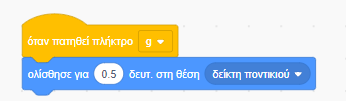 όταν πατηθεί πλήκτρο g
ολίσθησε για 0.5 δευτ. στη θέση δείκτη ποντικιού